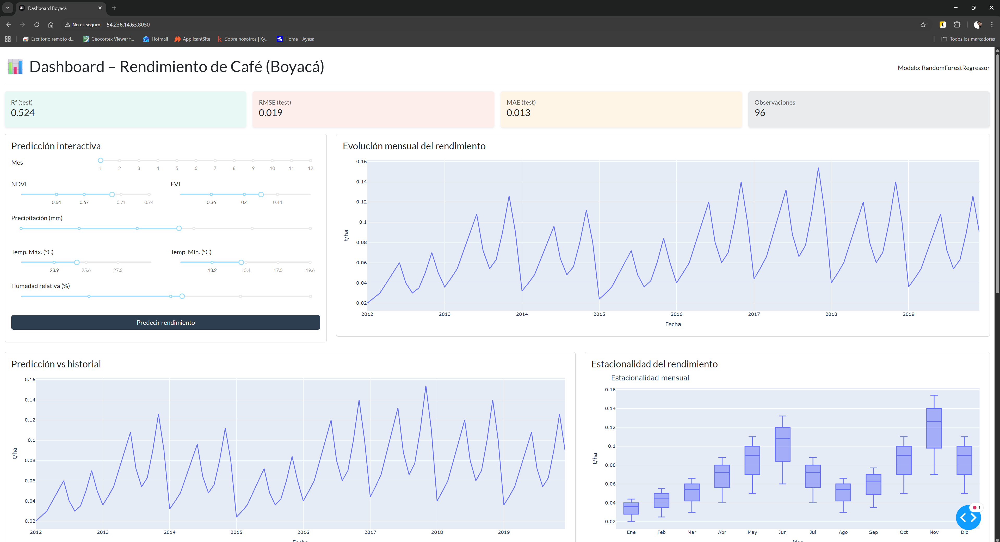 Dashboard Boyacá
No es seguro 54.236.14.63:8050
Escritorio remoto d... Geocortex Viewer f... Hotmail ApplicantSite Sobre nosotros | Ky... Home - Ayesa Todos los marcadores
Dashboard – Rendimiento de Café (Boyacá)
Modelo: RandomForestRegressor
R² (test)
0.524
RMSE (test)
0.019
MAE (test)
0.013
Observaciones
96
Predicción interactiva
Mes
1 2 3 4 5 6 7 8 9 10 11 12
NDVI
0.64 0.67 0.71 0.74
EVI
0.36 0.4 0.44
Precipitación (mm)
Temp. Máx. (°C)
23.9 25.6 27.3
Temp. Mín. (°C)
13.2 15.4 17.5 19.6
Humedad relativa (%)
Predecir rendimiento
Evolución mensual del rendimiento
0.16
0.14
0.12
0.1
0.08
0.06
0.04
0.02
t/ha
2012 2013 2014 2015 2016 2017 2018 2019
Fecha
Predicción vs historial
0.16
0.14
0.12
0.1
0.08
0.06
0.04
0.02
t/ha
2012 2013 2014 2015 2016 2017 2018 2019
Fecha
Estacionalidad del rendimiento
Estacionalidad mensual
0.16
0.14
0.12
0.1
0.08
0.06
0.04
0.02
t/ha
Ene Feb Mar Abr May Jun Jul Ago Sep Oct Nov Dic
Mes
1